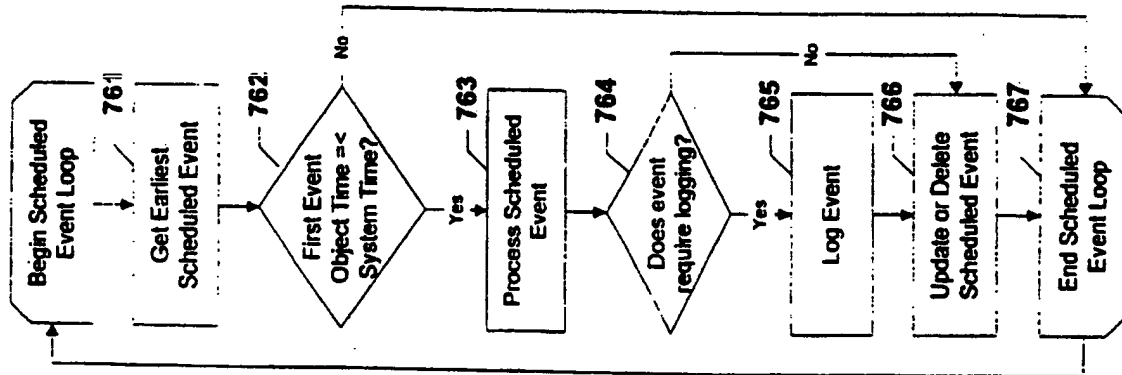 Begin Scheduled
Event Loop
761
Get Earliest
Scheduled Event
762
First Event
Object Time =<
System Time?
No
Yes
763
Process Scheduled
Event
764
Does event
require logging?
No
Yes
765
Log Event
766
Update or Delete
Scheduled Event
767
End Scheduled
Event Loop